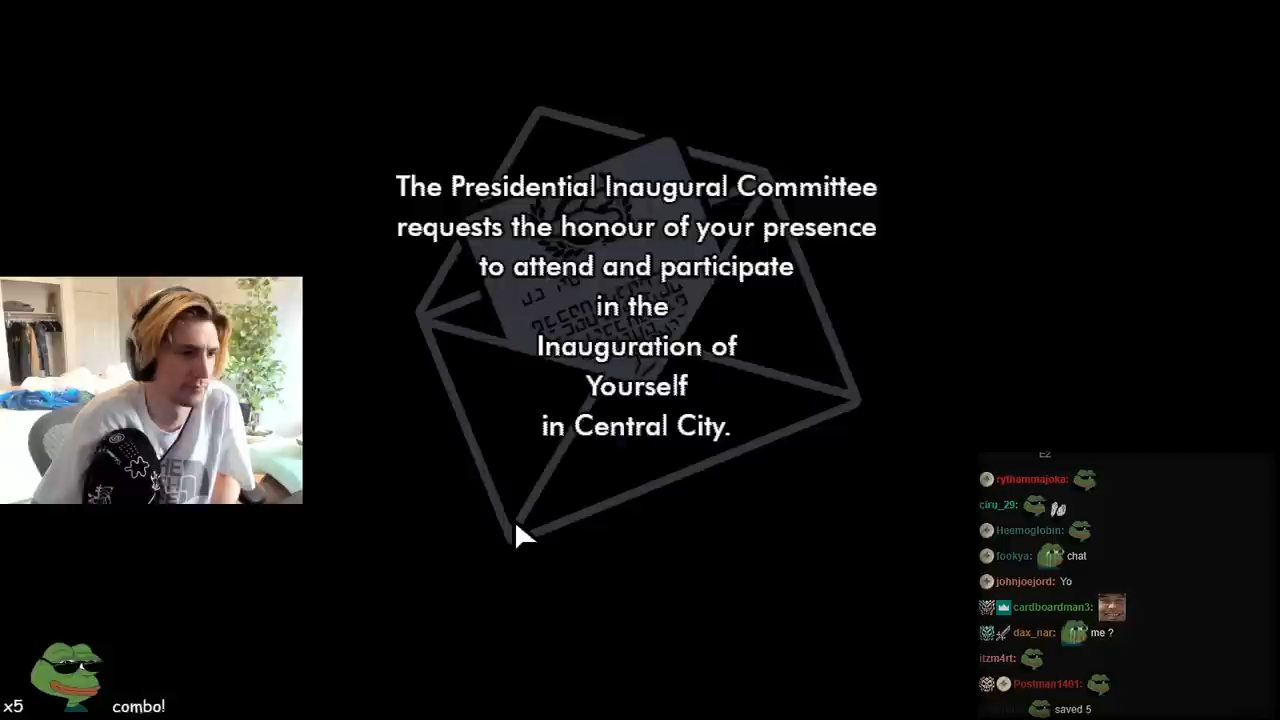 The Presidential Inaugural Committee
requests the honour of your presence
to attend and participate
in the
Inauguration of
Yourself
in Central City.
E2
rythammajoka:
ciru_29:
Heemoglobin:
fookya: chat
johnjoejord: Yo
cardboardman3:
dax_nar: me ?
itzm4rt:
Postman1401:
saved 5
x5 combo!